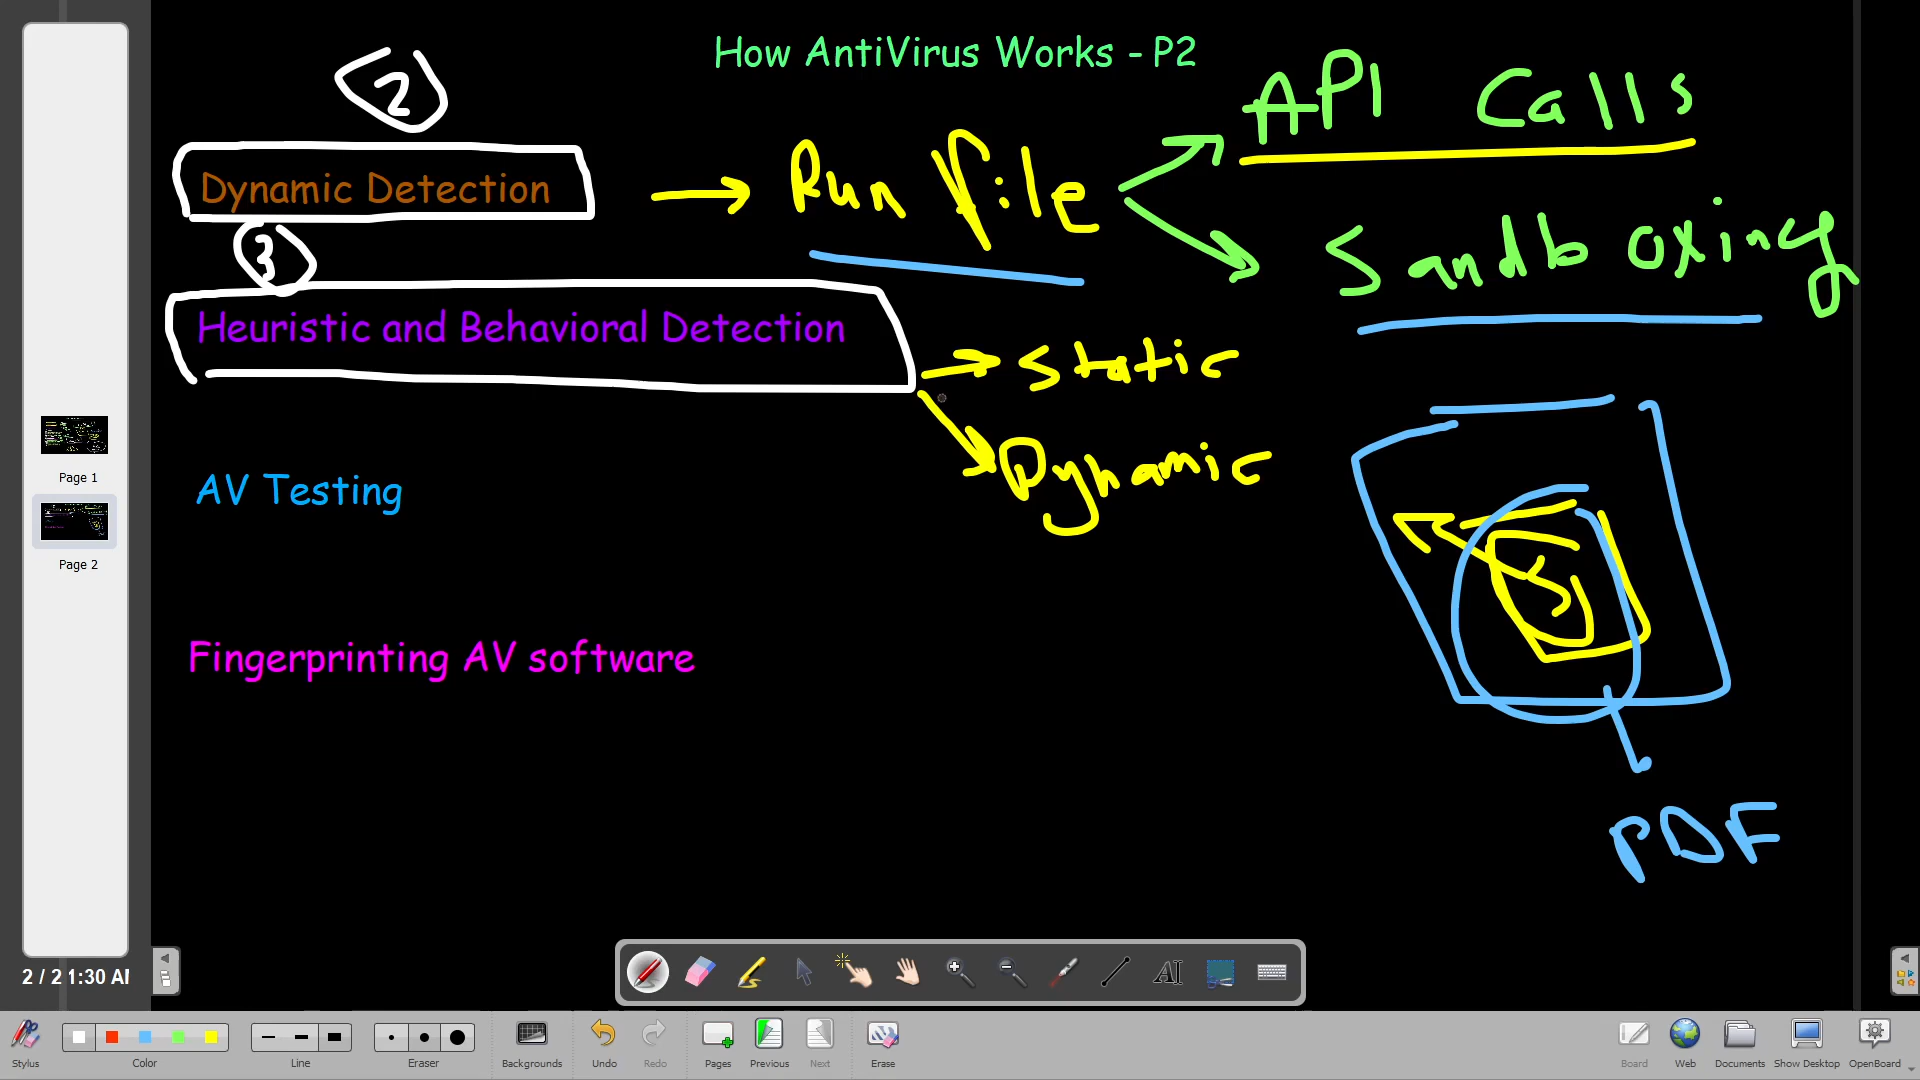 How AntiVirus Works - P2
2
API Calls
Dynamic Detection
Run file
Sandboxing
3
Heuristic and Behavioral Detection
Static
Dynamic
AV Testing
Fingerprinting AV software
PDF
Page 1
Page 2
2 / 2 1:30 AM
Stylus
Color
Line
Eraser
Backgrounds
Undo
Redo
Pages
Previous
Next
Erase
Board
Web
Documents
Show Desktop
OpenBoard